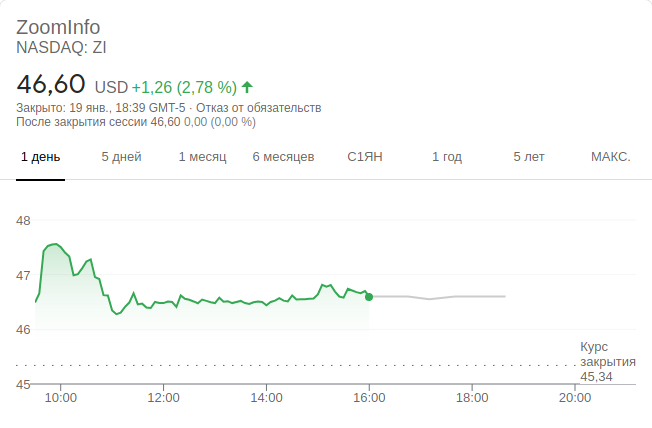 ZoomInfo
NASDAQ: ZI
46,60 USD +1,26 (2,78 %)
Закрыто: 19 янв., 18:39 GMT-5 · Отказ от обязательств
После закрытия сессии 46,60 0,00 (0,00 %)
1 день 5 дней 1 месяц 6 месяцев С1ЯН 1 год 5 лет МАКС.
48
47
46
Курс
закрытия
45,34
45
10:00 12:00 14:00 16:00 18:00 20:00